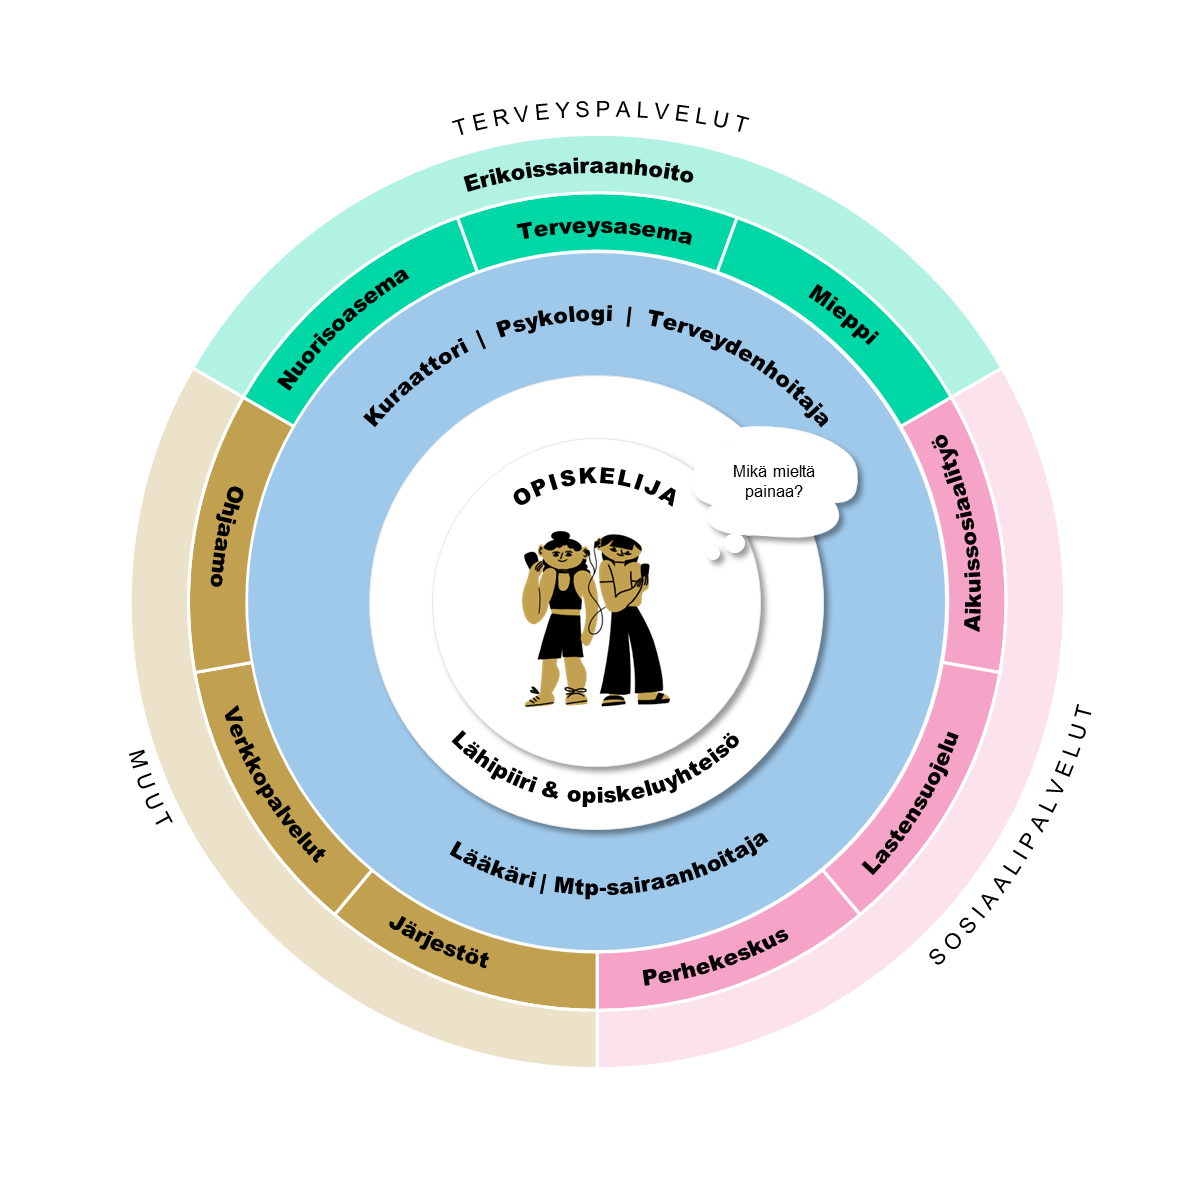 TERVEYSPALVELUT
Erikoissairaanhoito
Nuorisoasema
Terveysasema
Mieppi
Kuraattori | Psykologi | Terveydenhoitaja
OPISKELIJA
Mikä mieltä
painaa?
Lähipiiri & opiskeluyhteisö
Lääkäri | Mtp-sairaanhoitaja
Aikuissosiaalityö
Lastensuojelu
Perhekeskus
SOSIAALIPALVELUT
Ohjaamo
Verkkopalvelut
Järjestöt
MUUT